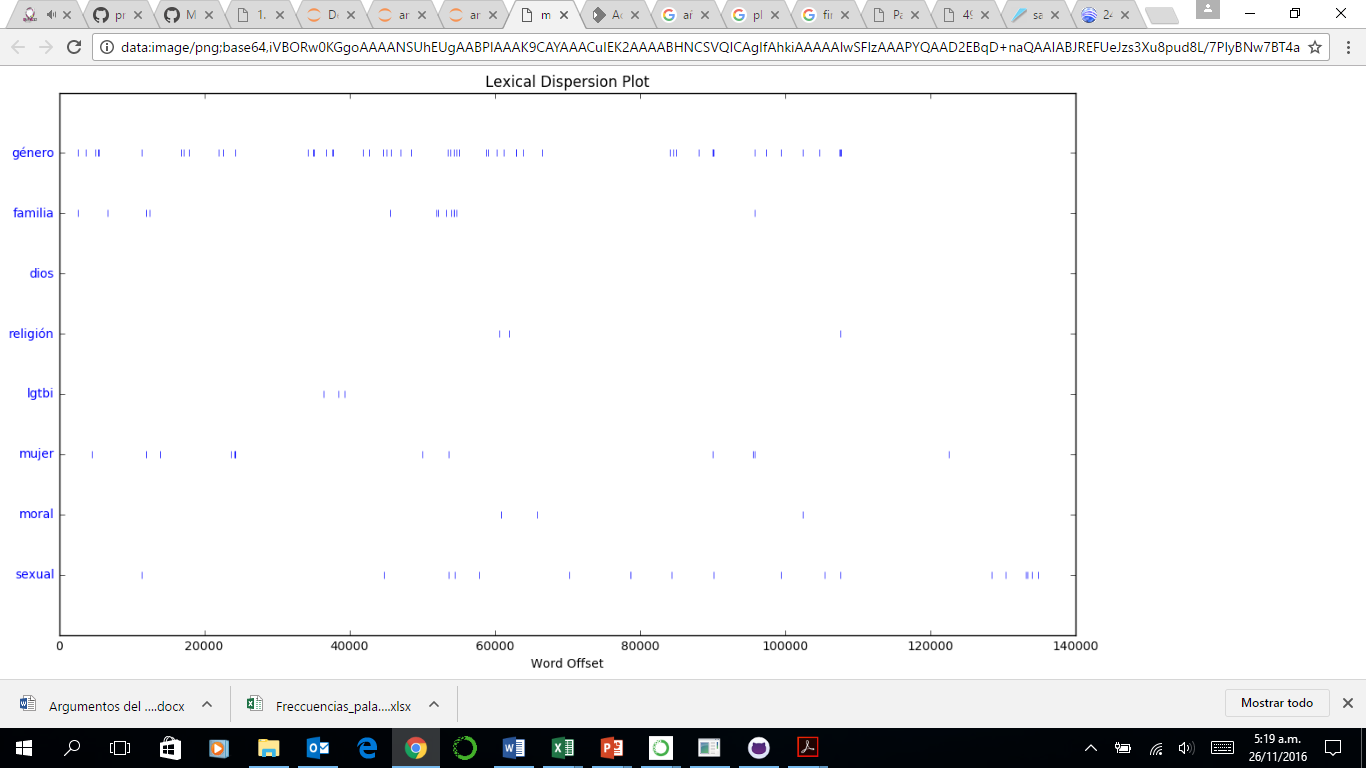 1.
data:image/png;base64,iVBORw0KGgoAAAANSUhEUgAABPIAAAK9CAYAAACuIEK2AAAABHNCSVQICAgIfAhkiAAAAAlwSFlzAAAPYQAAD2EBqD+naQAAIABJREFUeJzs3Xu8pud8L/7PlyBNw7BT4a
Lexical Dispersion Plot
género
familia
dios
religión
lgtbi
mujer
moral
sexual
0 20000 40000 60000 80000 100000 120000 140000
Word Offset
Argumentos del ....docx Freccuencias_pala....xlsx Mostrar todo
5:19 a.m.
26/11/2016